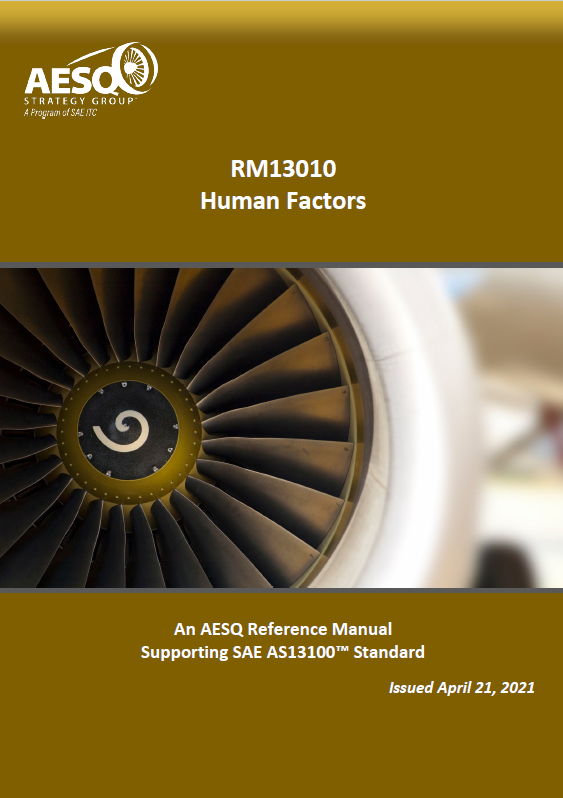 AESQ
STRATEGY GROUP™
A Program of SAE ITC
RM13010
Human Factors
An AESQ Reference Manual
Supporting SAE AS13100™ Standard
Issued April 21, 2021